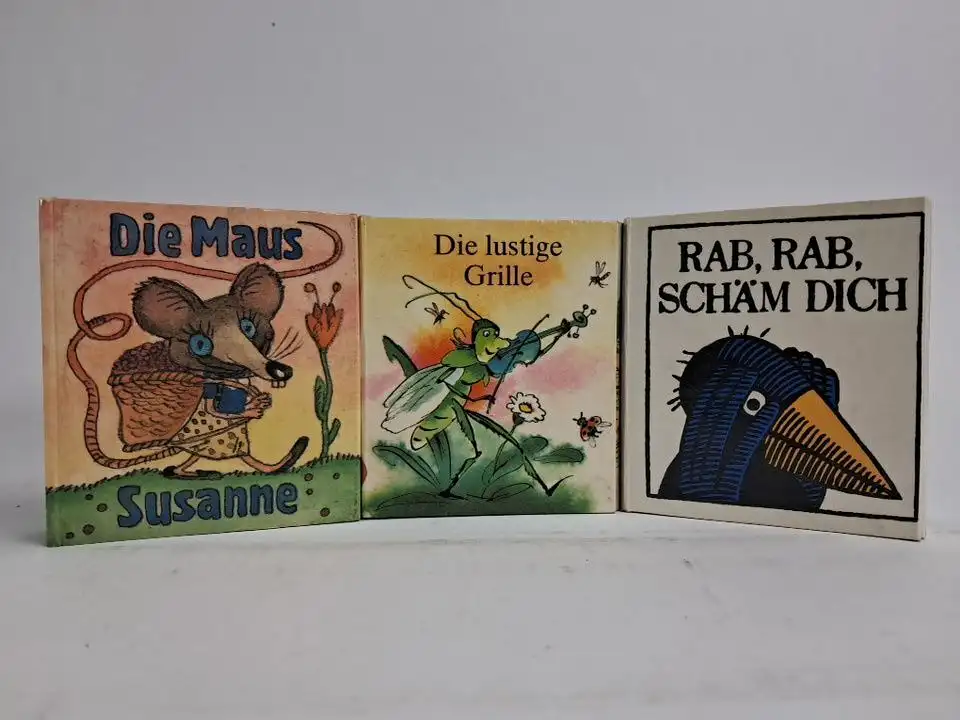 Die Maus
Susanne
Die lustige
Grille
RAB, RAB,
SCHÄM DICH